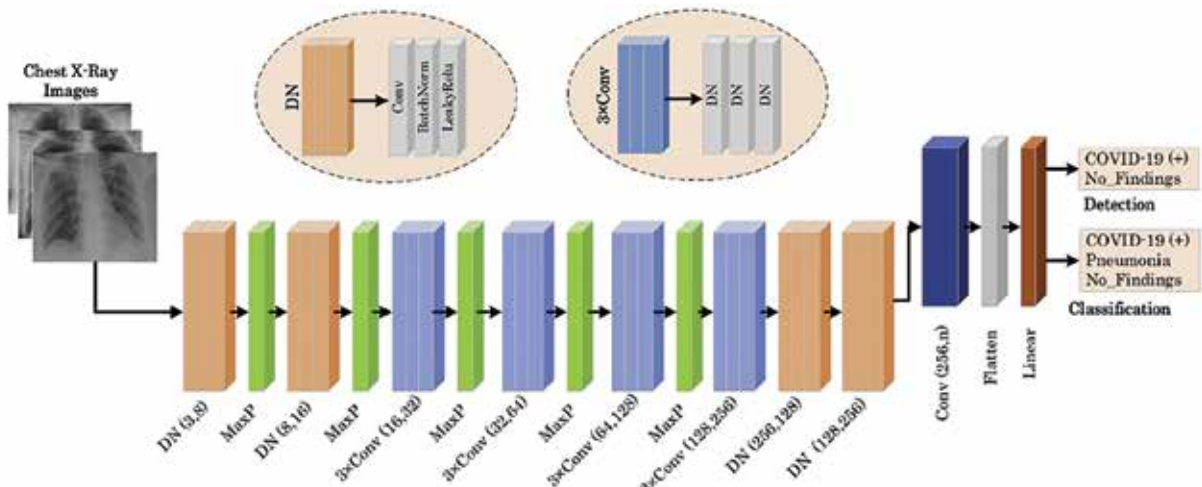 Chest X-Ray
Images
DN
Conv
BatchNorm
LeakyRelu
3×Conv
DN
DN
DN
DN (3,8)
MaxP
DN (8,16)
MaxP
3×Conv (16,32)
MaxP
3×Conv (32,64)
MaxP
3×Conv (64,128)
MaxP
3×Conv (128,256)
DN (256,128)
DN (128,256)
Conv (256,n)
Flatten
Linear
COVID-19 (+)
No_Findings
Detection
COVID-19 (+)
Pneumonia
No_Findings
Classification